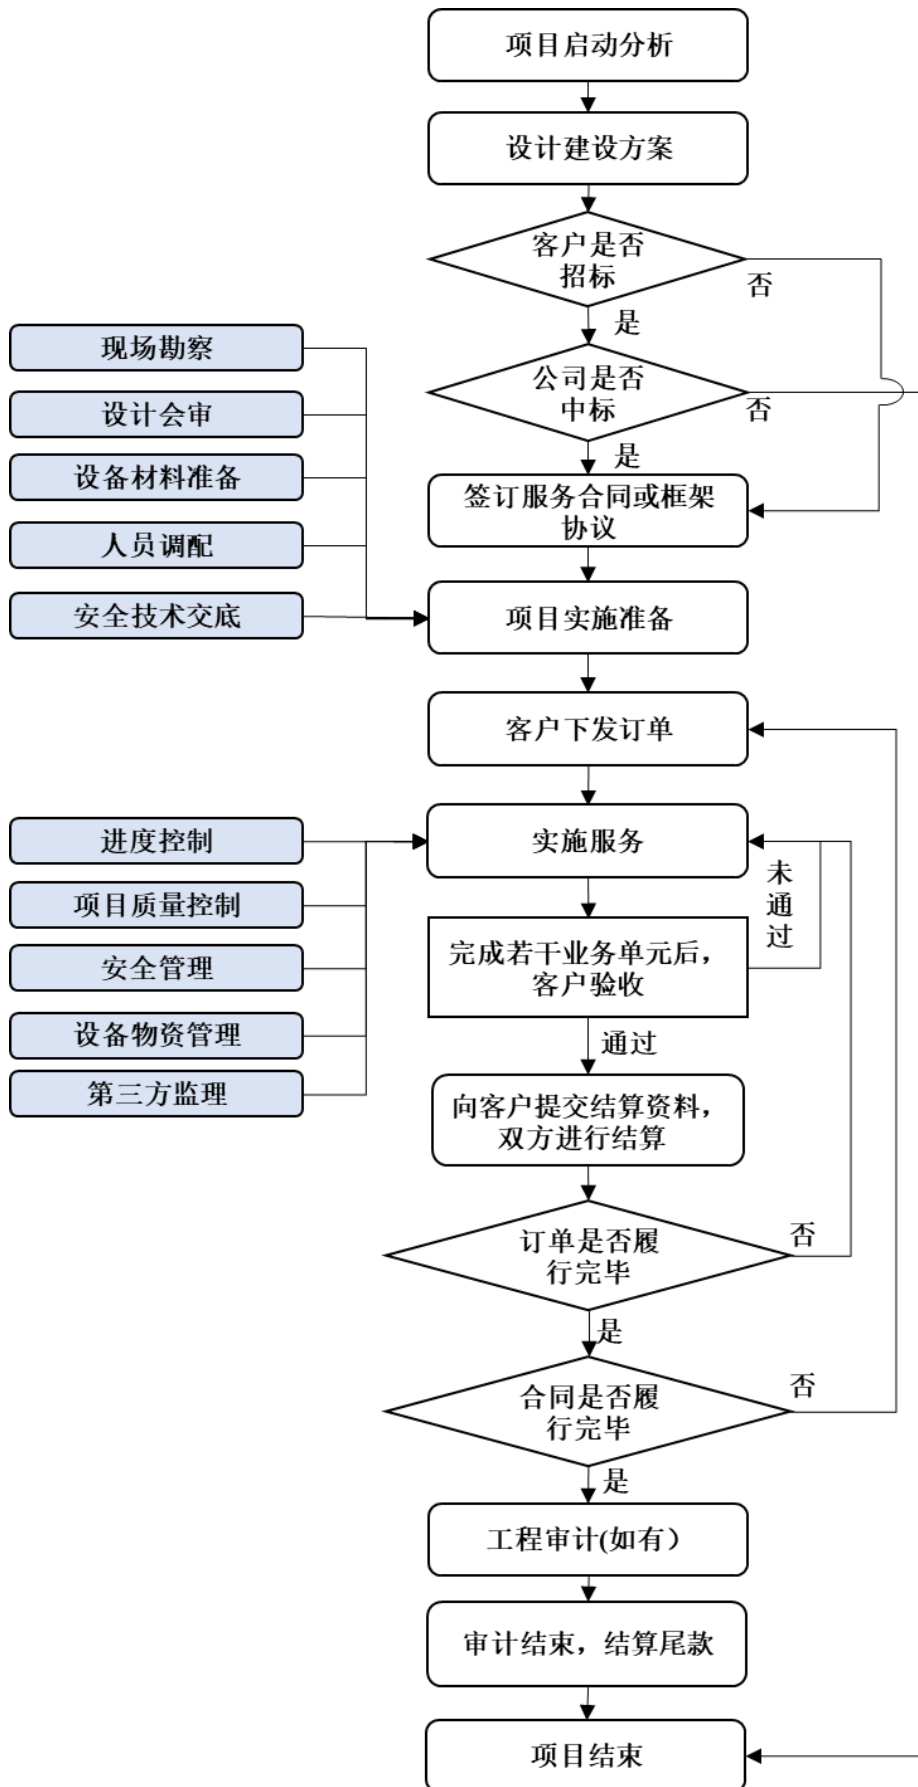 项目启动分析
设计建设方案
客户是否
招标
否
是
现场勘察
设计会审
设备材料准备
人员调配
安全技术交底
公司是否
中标
否
是
签订服务合同或框架
协议
项目实施准备
客户下发订单
进度控制
项目质量控制
安全管理
设备物资管理
第三方监理
实施服务
未
通
过
完成若干业务单元后，
客户验收
通过
向客户提交结算资料，
双方进行结算
订单是否履
行完毕
否
是
合同是否履
行完毕
否
是
工程审计(如有）
审计结束，结算尾款
项目结束